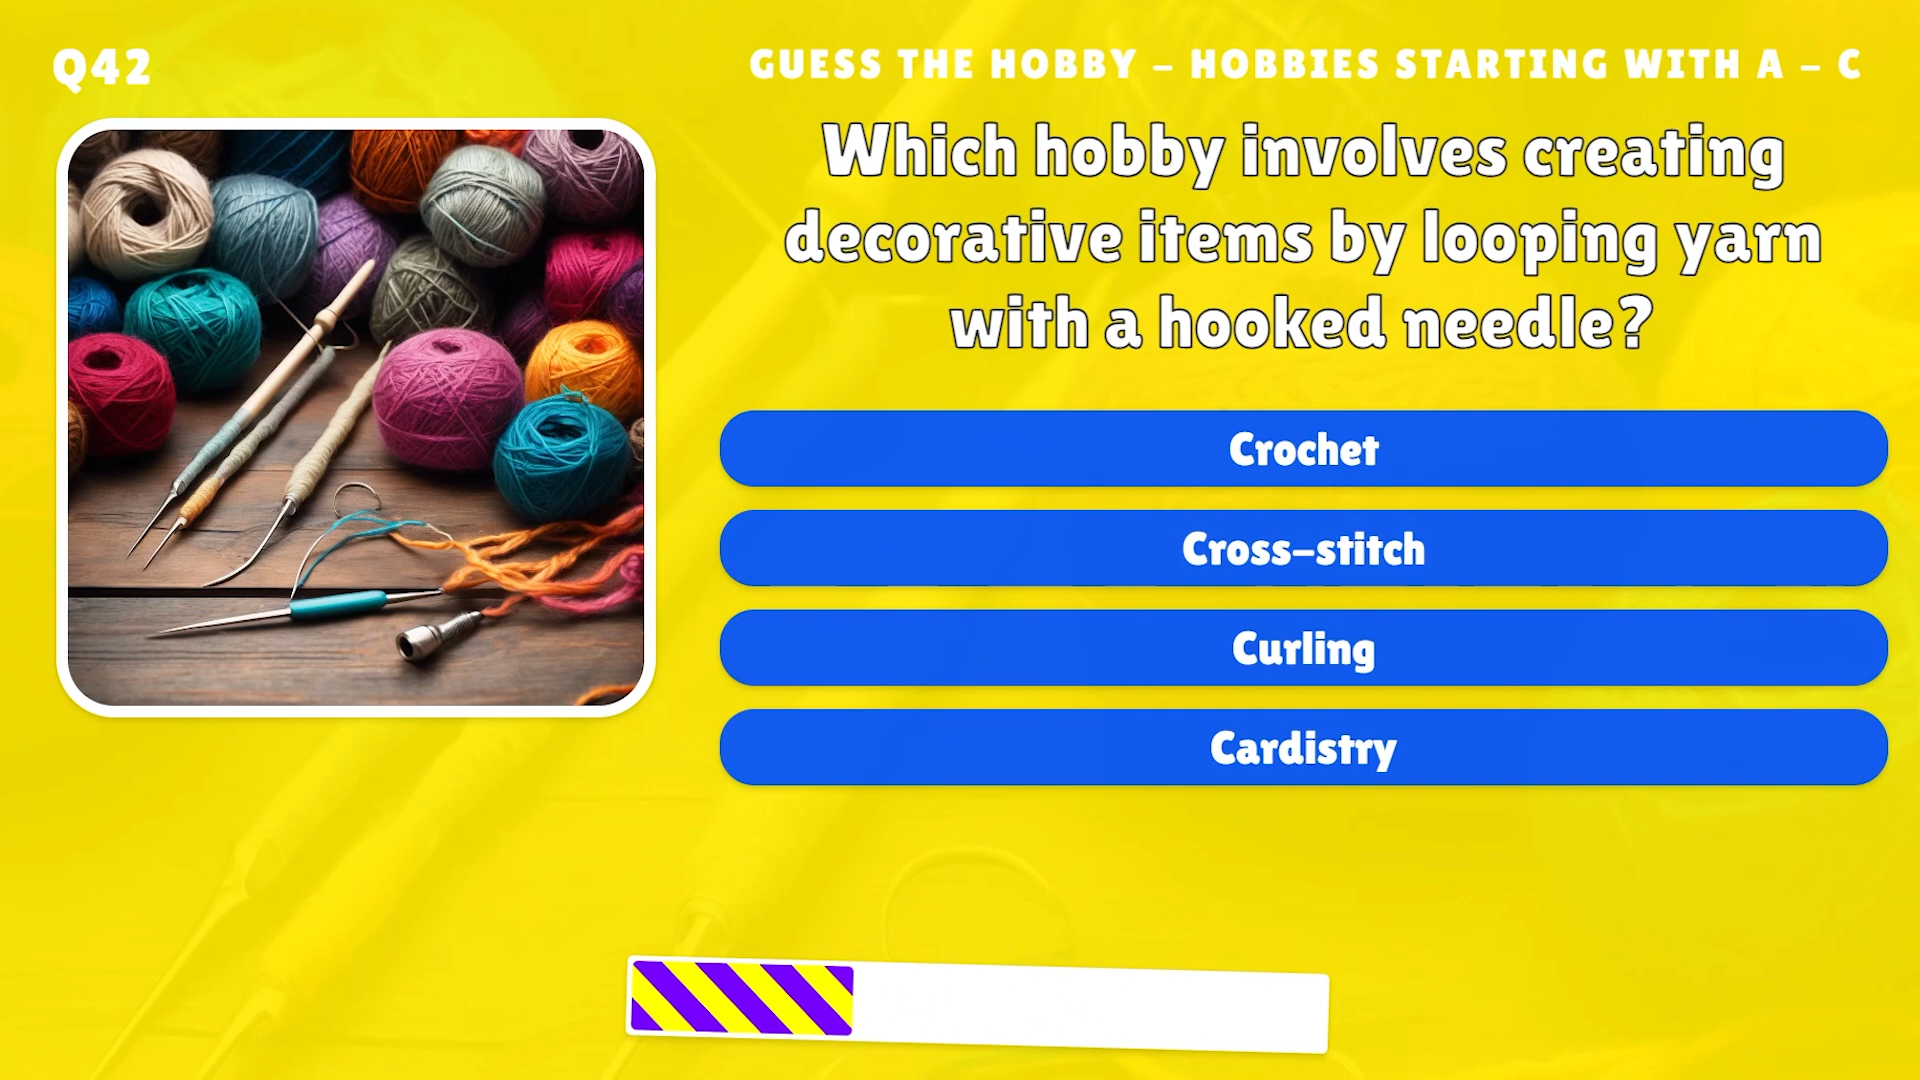 Q42
GUESS THE HOBBY – HOBBIES STARTING WITH A – C
Which hobby involves creating
decorative items by looping yarn
with a hooked needle?
Crochet
Cross-stitch
Curling
Cardistry